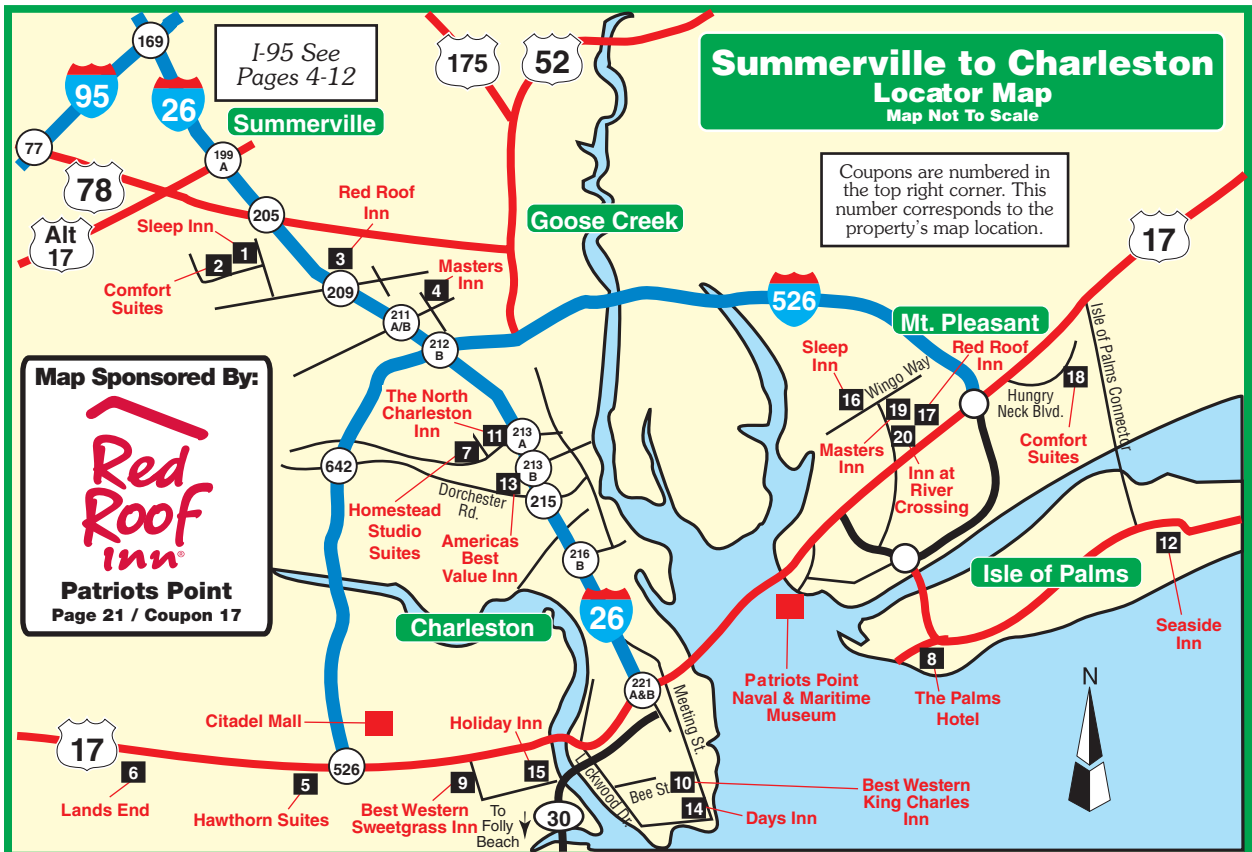 169
I-95 See
Pages 4-12
175
52
Summerville to Charleston
Locator Map
Map Not To Scale
95
26
Summerville
77
199
A
78
Coupons are numbered in
the top right corner. This
number corresponds to the
property's map location.
Alt
17
205
Sleep Inn
1
2
Comfort
Suites
Red Roof
Inn
3
209
Goose Creek
17
Masters
Inn
4
211
A/B
212
B
526
Mt. Pleasant
Isle of Palms Connector
Map Sponsored By:
Red
Roof
Inn®
Patriots Point
Page 21 / Coupon 17
Sleep
Inn
16
Wingo Way
Red Roof
Inn
19
17
20
Masters
Inn
Inn at
River
Crossing
Hungry
Neck Blvd.
18
Comfort
Suites
The North
Charleston
Inn
11
213
A
7
213
B
13
215
642
Dorchester
Rd.
Homestead
Studio
Suites
Americas
Best
Value Inn
216
B
26
Charleston
Isle of Palms
12
Seaside
Inn
8
The Palms
Hotel
Patriots Point
Naval & Maritime
Museum
221
A&B
Meeting St.
N
Citadel Mall
17
6
Lands End
5
Hawthorn Suites
526
Holiday Inn
15
9
Best Western
Sweetgrass Inn
To
Folly
Beach
30
Lockwood Dr.
Bee St.
10
14
Best Western
King Charles
Inn
Days Inn